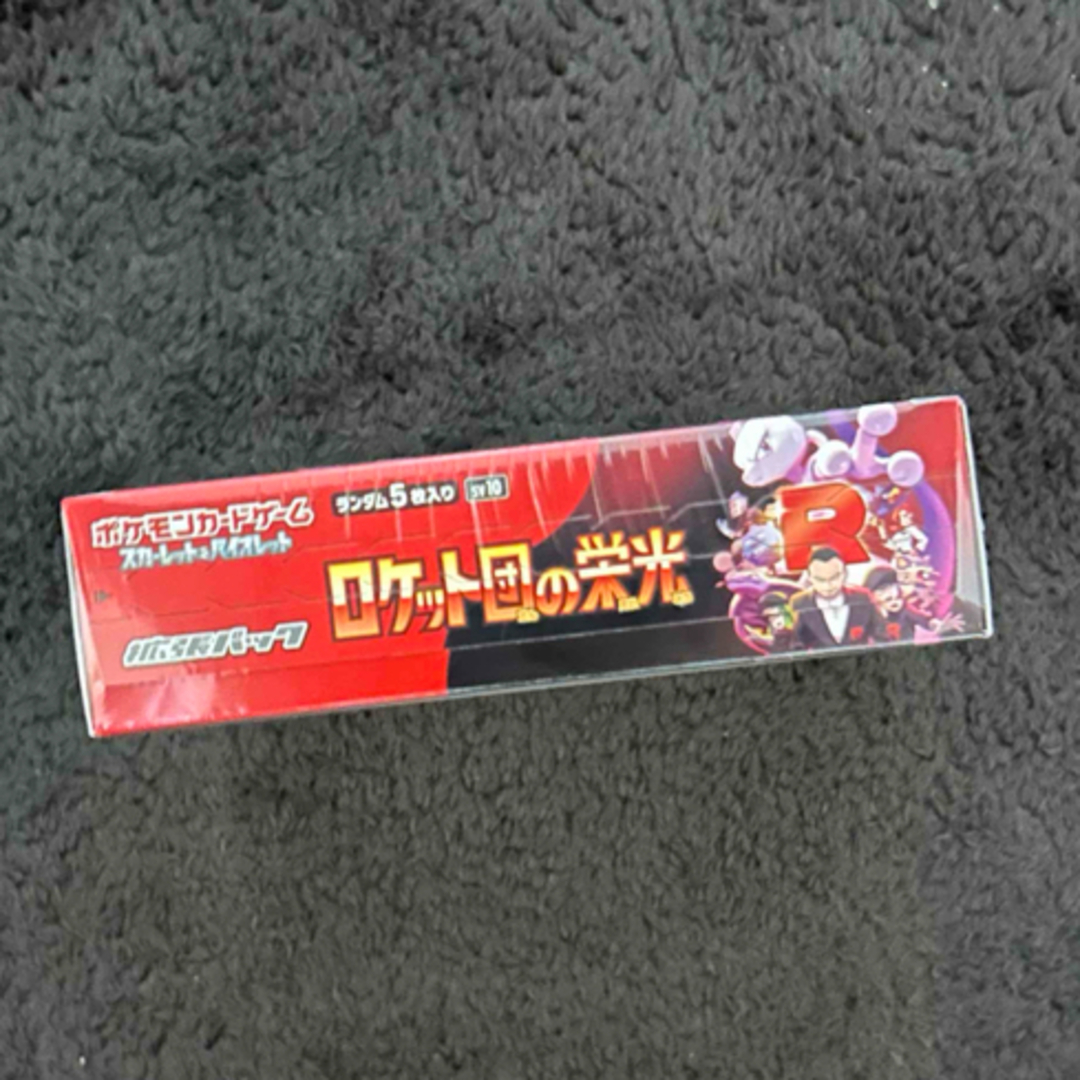 ポケモンカードゲーム
スカーレット&バイオレット
ランダム5枚入り SV10
ロケット団の栄光
拡張パック
R